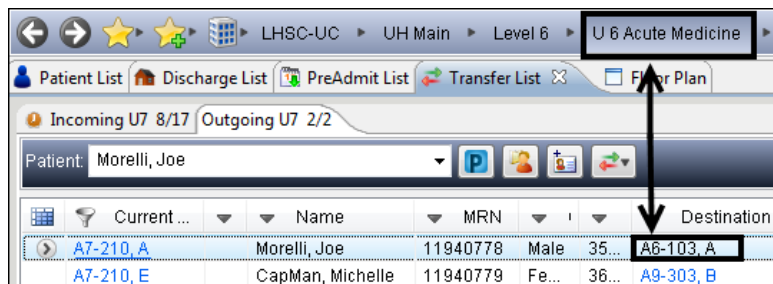 LHSC-UC ▸ UH Main ▸ Level 6 ▸ U 6 Acute Medicine
Patient List Discharge List PreAdmit List Transfer List Plan
Incoming U7 8/17 Outgoing U7 2/2
Patient: Morelli, Joe P
Current ... Name MRN Destination
A7-210, A Morelli, Joe 11940778 Male 35... A6-103, A
A7-210, E CapMan, Michelle 11940779 Fe... 36... A9-303, B